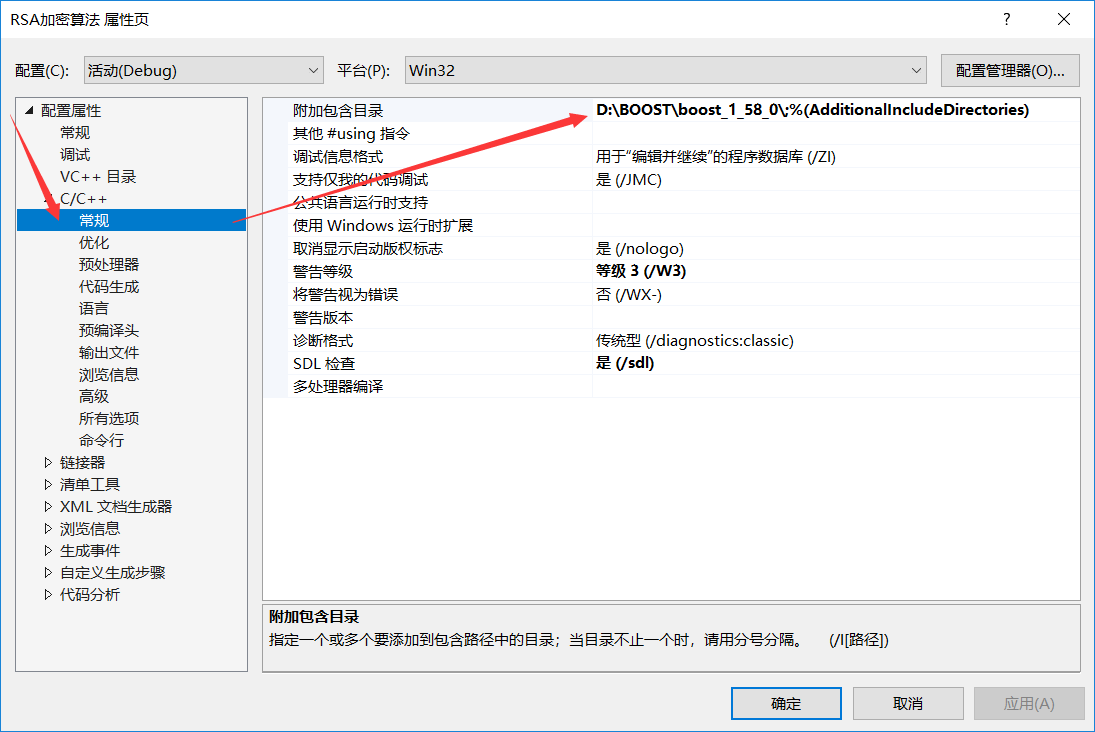 RSA加密算法 属性页
配置(C): 活动(Debug) 平台(P): Win32 配置管理器(O)...
配置属性
常规
调试
VC++ 目录
C/C++
常规
优化
预处理器
代码生成
语言
预编译头
输出文件
浏览信息
高级
所有选项
命令行
链接器
清单工具
XML 文档生成器
浏览信息
生成事件
自定义生成步骤
代码分析
附加包含目录 D:\BOOST\boost_1_58_0\;%(AdditionalIncludeDirectories)
其他 #using 指令
调试信息格式 用于“编辑并继续”的程序数据库 (/ZI)
支持仅我的代码调试 是 (/JMC)
公共语言运行时支持
使用 Windows 运行时扩展
取消显示启动版权标志 是 (/nologo)
警告等级 等级 3 (/W3)
将警告视为错误 否 (/WX-)
警告版本
诊断格式 传统型 (/diagnostics:classic)
SDL 检查 是 (/sdl)
多处理器编译
附加包含目录
指定一个或多个要添加到包含路径中的目录；当目录不止一个时，请用分号分隔。 (/I[路径])
确定 取消 应用(A)